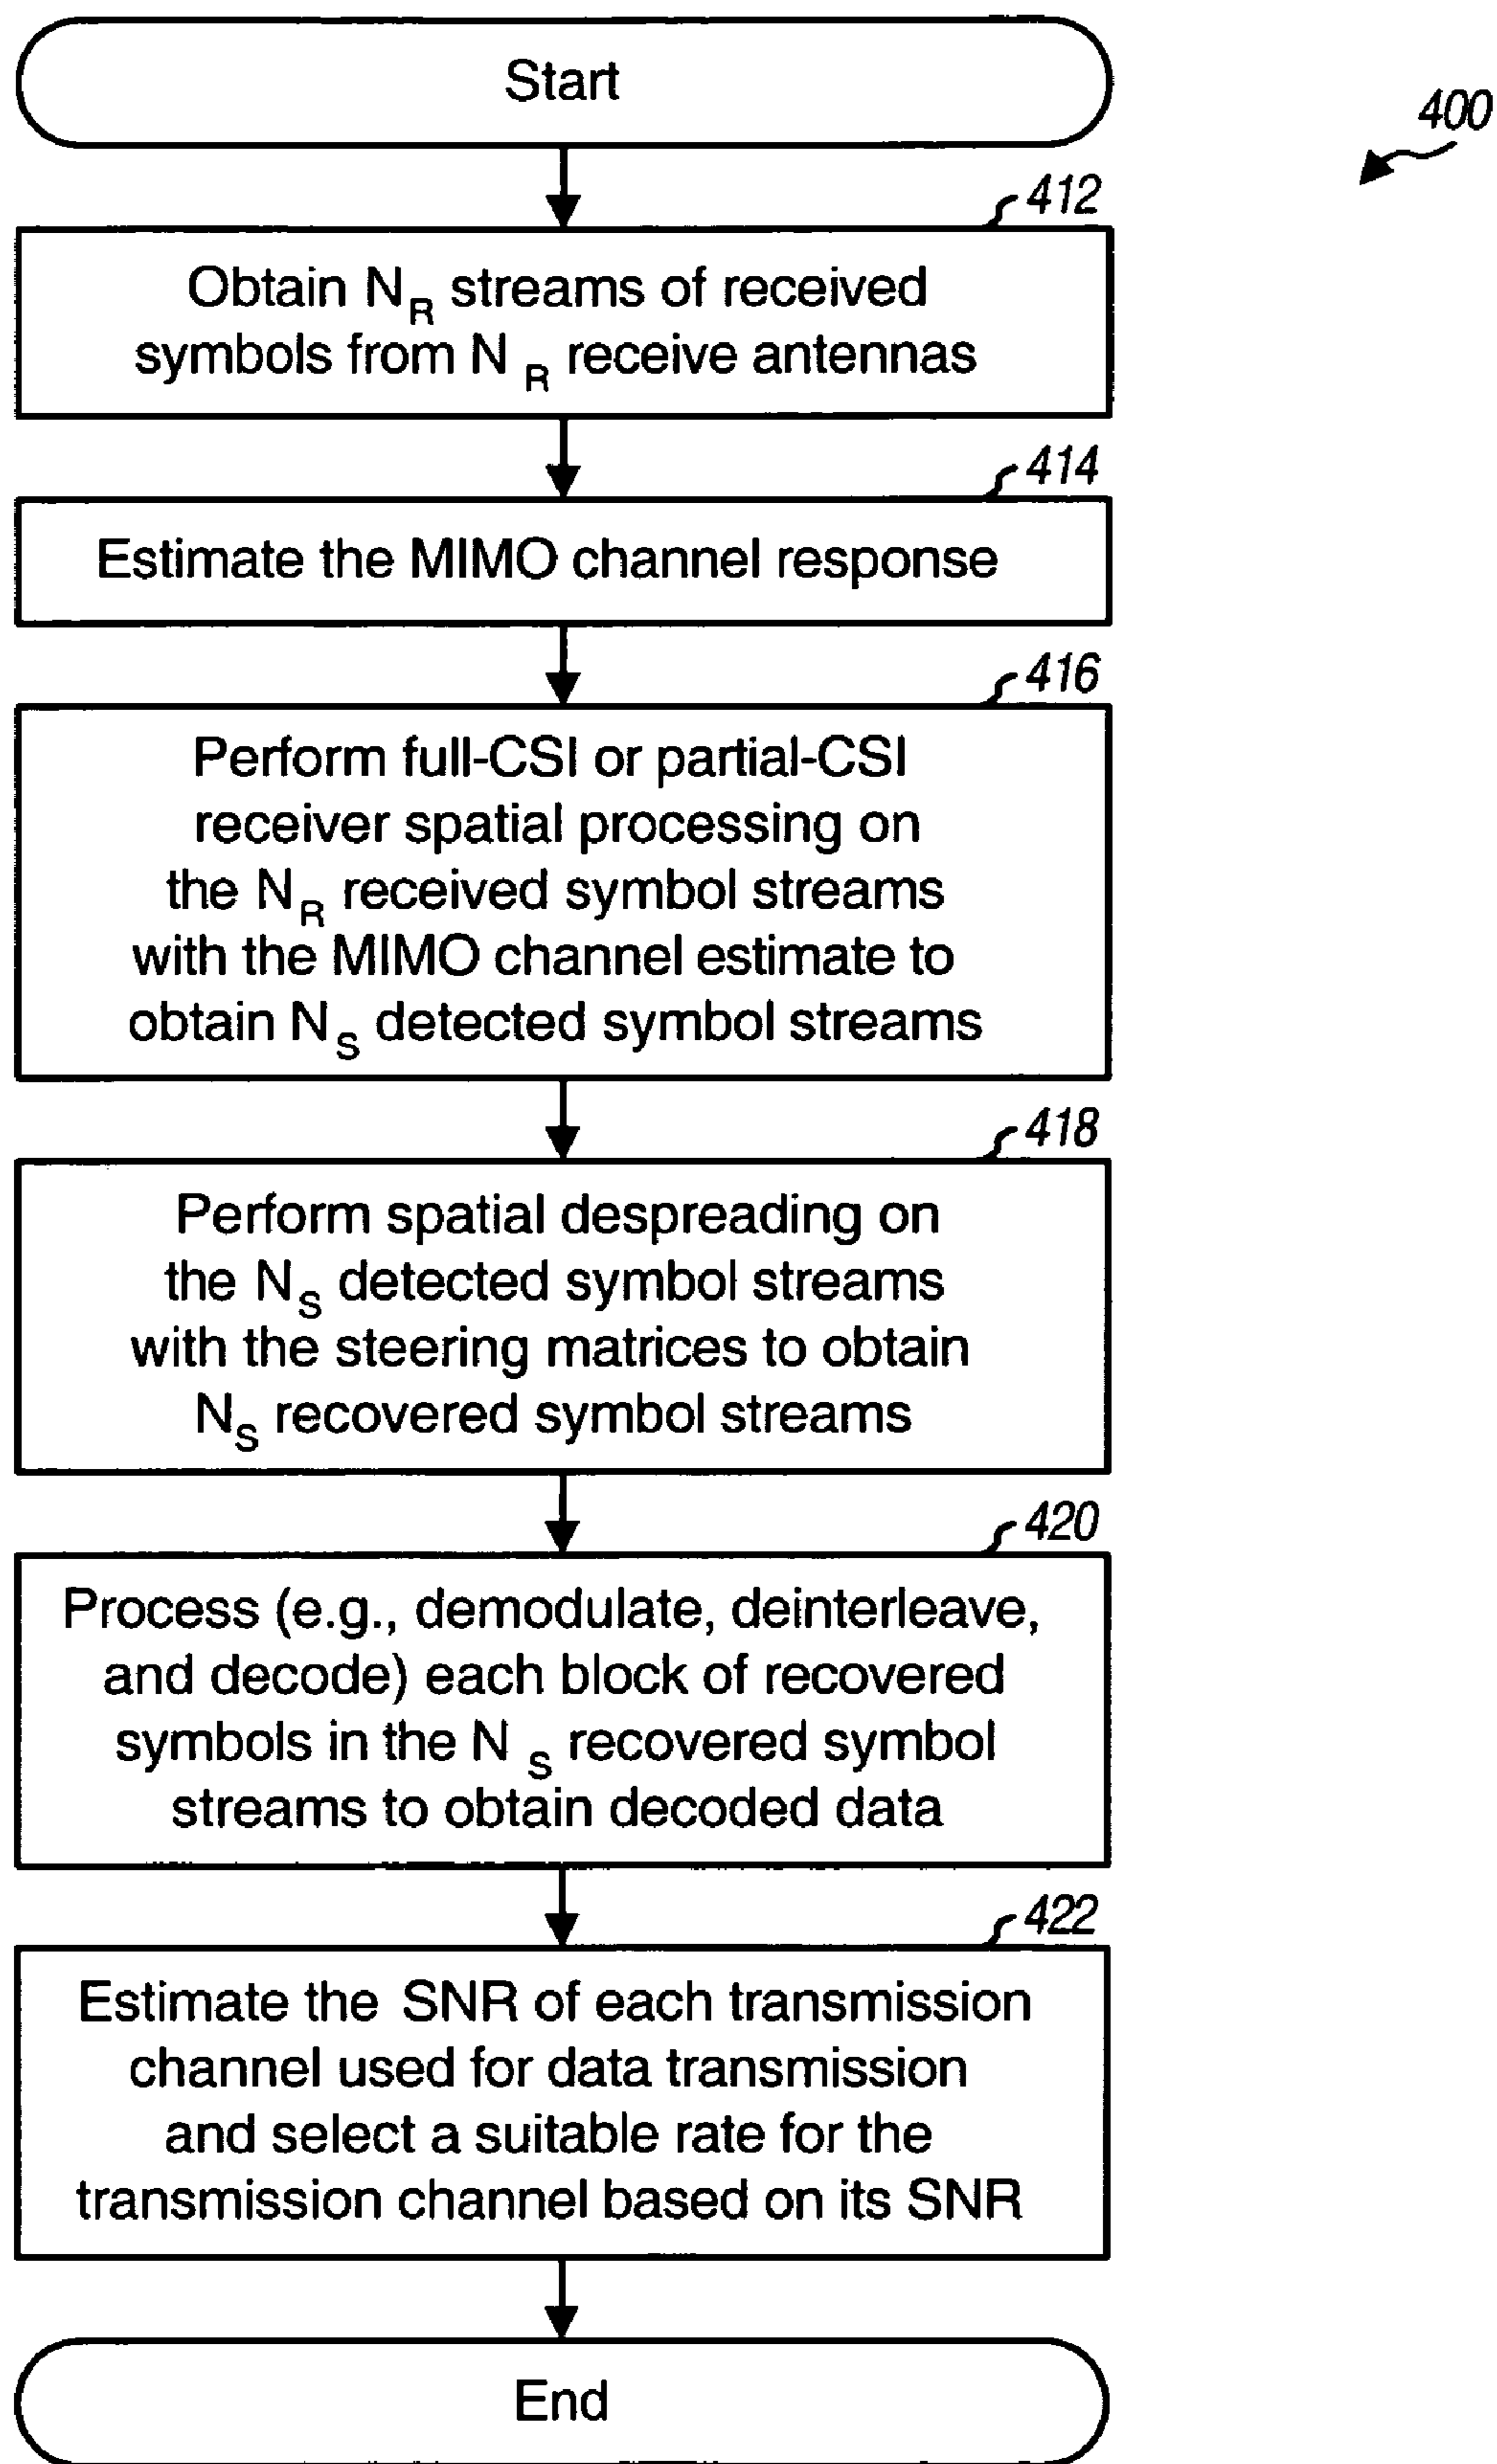 Start
400
412
Obtain N_R streams of received
symbols from N_R receive antennas
414
Estimate the MIMO channel response
416
Perform full-CSI or partial-CSI
receiver spatial processing on
the N_R received symbol streams
with the MIMO channel estimate to
obtain N_S detected symbol streams
418
Perform spatial despreading on
the N_S detected symbol streams
with the steering matrices to obtain
N_S recovered symbol streams
420
Process (e.g., demodulate, deinterleave,
and decode) each block of recovered
symbols in the N_S recovered symbol
streams to obtain decoded data
422
Estimate the SNR of each transmission
channel used for data transmission
and select a suitable rate for the
transmission channel based on its SNR
End